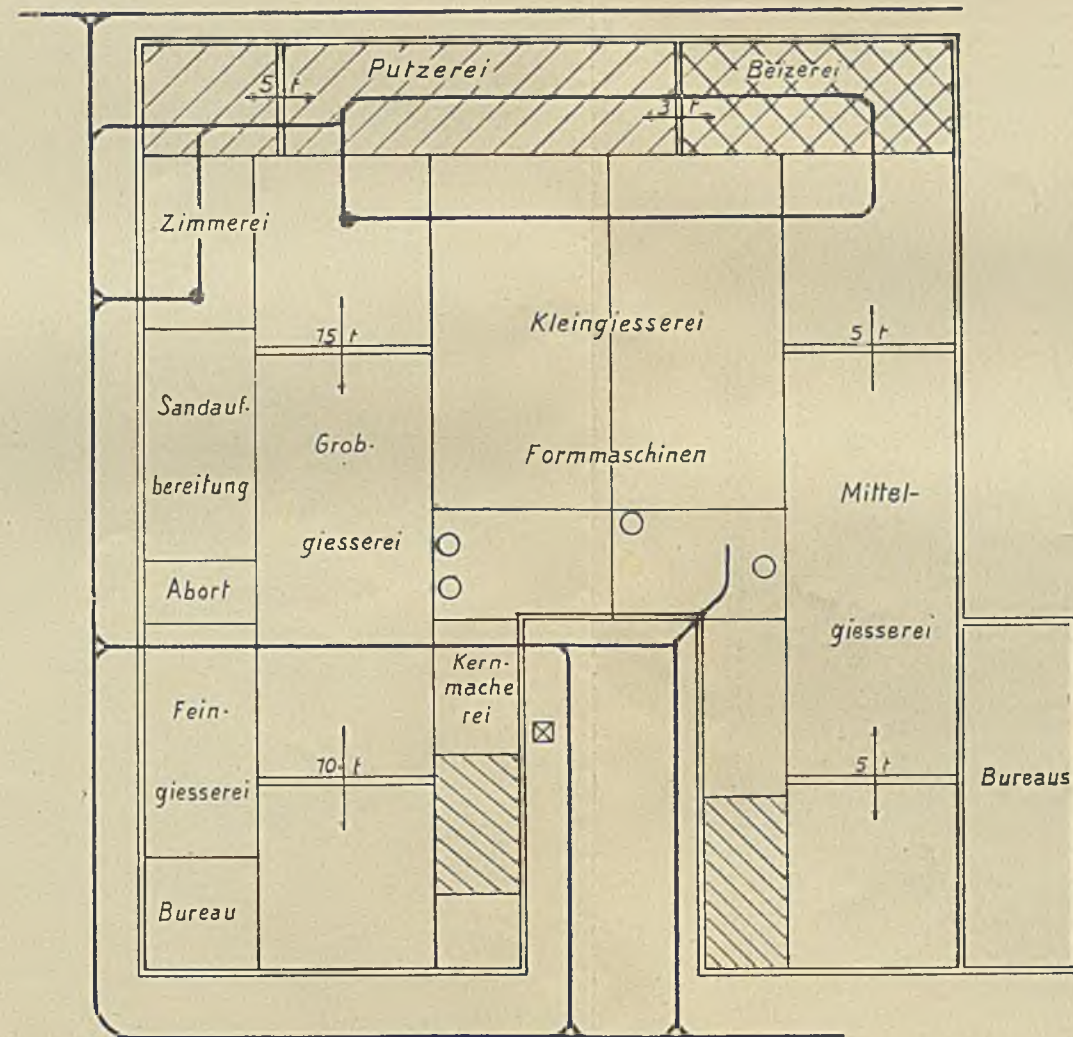 Putzerei
Beizerei
5 t
3 t
Zimmerei
Kleingiesserei
15 t
5 t
Sandauf-
bereitung
Grob-
giesserei
Formmaschinen
Mittel-
giesserei
Abort
Fein-
giesserei
Kern-
mache
rei
10 t
5 t
Bureaus
Bureau